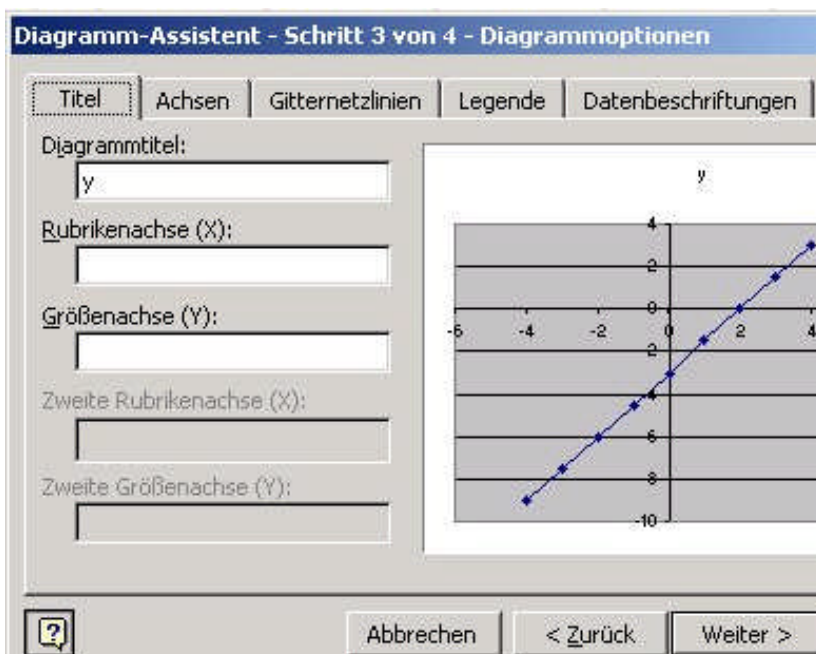 Diagramm-Assistent - Schritt 3 von 4 - Diagrammoptionen
Titel Achsen Gitternetzlinien Legende Datenbeschriftungen
Diagrammtitel:
y
Rubrikenachse (X):
Größenachse (Y):
Zweite Rubrikenachse (X):
Zweite Größenachse (Y):
y
4
2
0
-6 -4 -2 0 2 4
-2
-4
-6
-8
-10
Abbrechen < Zurück Weiter >